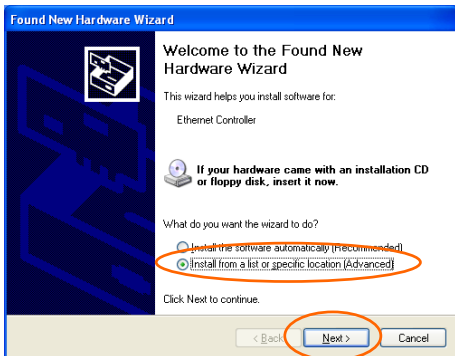 Found New Hardware Wizard
Welcome to the Found New
Hardware Wizard
This wizard helps you install software for:
Ethernet Controller
If your hardware came with an installation CD
or floppy disk, insert it now.
What do you want the wizard to do?
Install the software automatically (Recommended)
Install from a list or specific location (Advanced)
Click Next to continue.
< Back Next > Cancel